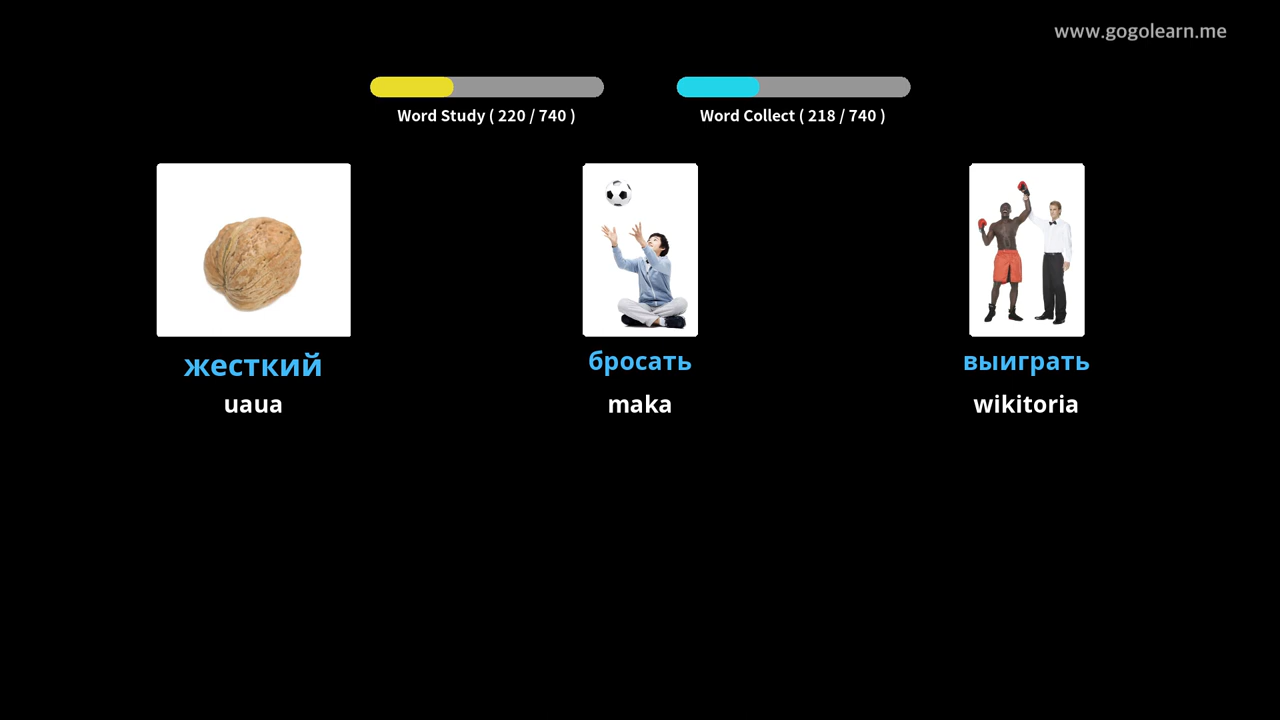 www.gogolearn.me
Word Study ( 220 / 740 )
Word Collect ( 218 / 740 )
жесткий
бросать
выиграть
uaua
maka
wikitoria